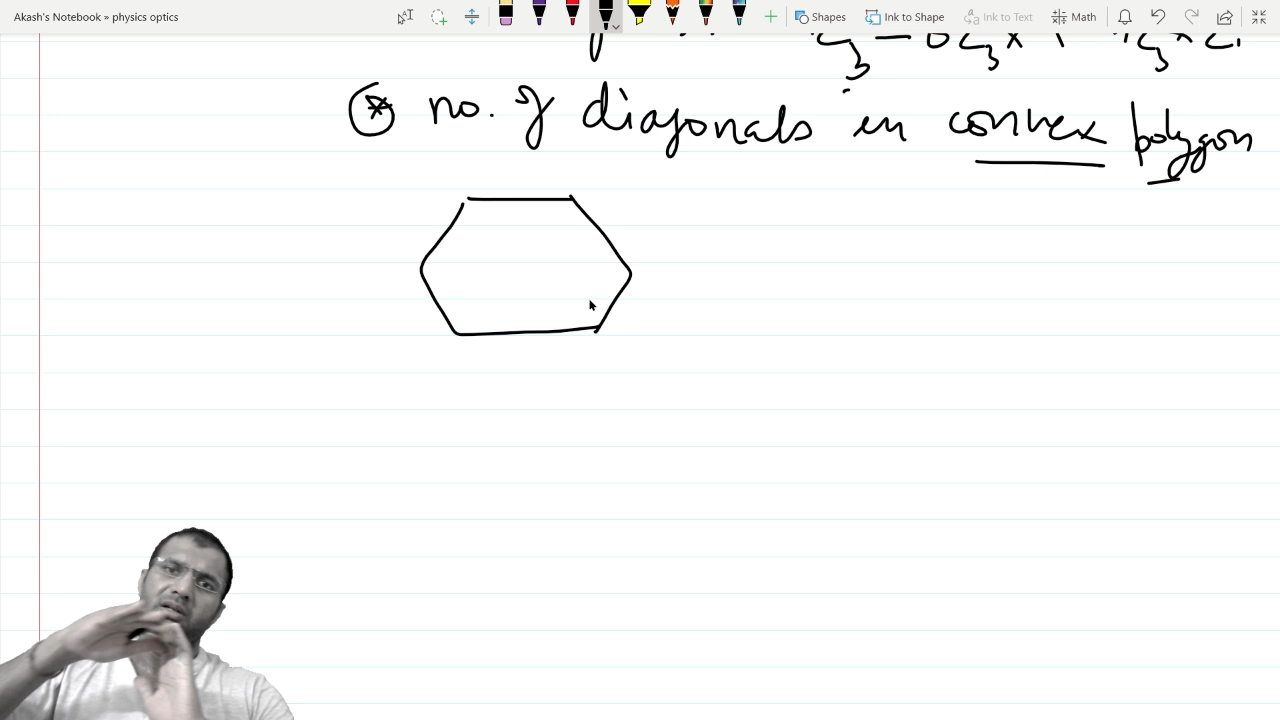 Akash's Notebook » physics optics
Shapes Ink to Shape Ink to Text Math
no. of diagonals in convex polygon